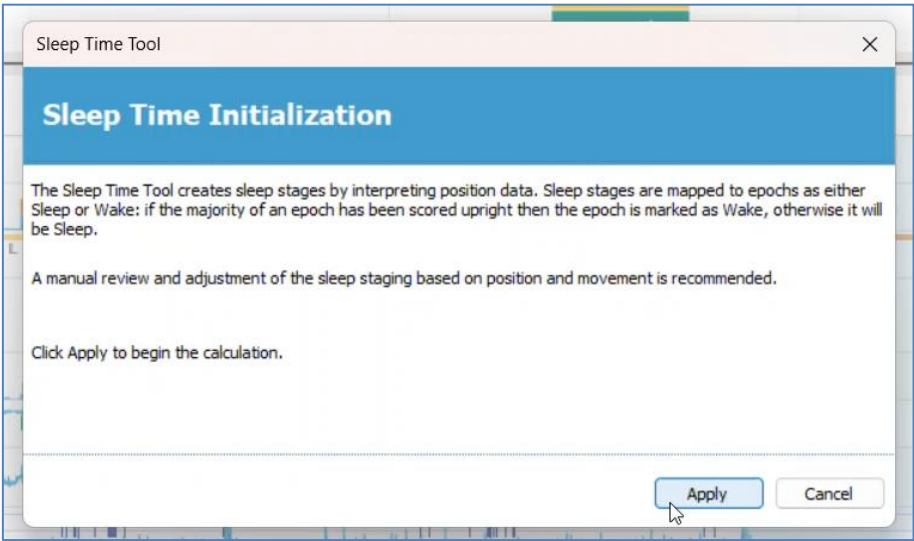 Sleep Time Tool
Sleep Time Initialization
The Sleep Time Tool creates sleep stages by interpreting position data. Sleep stages are mapped to epochs as either
Sleep or Wake: if the majority of an epoch has been scored upright then the epoch is marked as Wake, otherwise it will
be Sleep.
L
A manual review and adjustment of the sleep staging based on position and movement is recommended.
Click Apply to begin the calculation.
Apply
Cancel